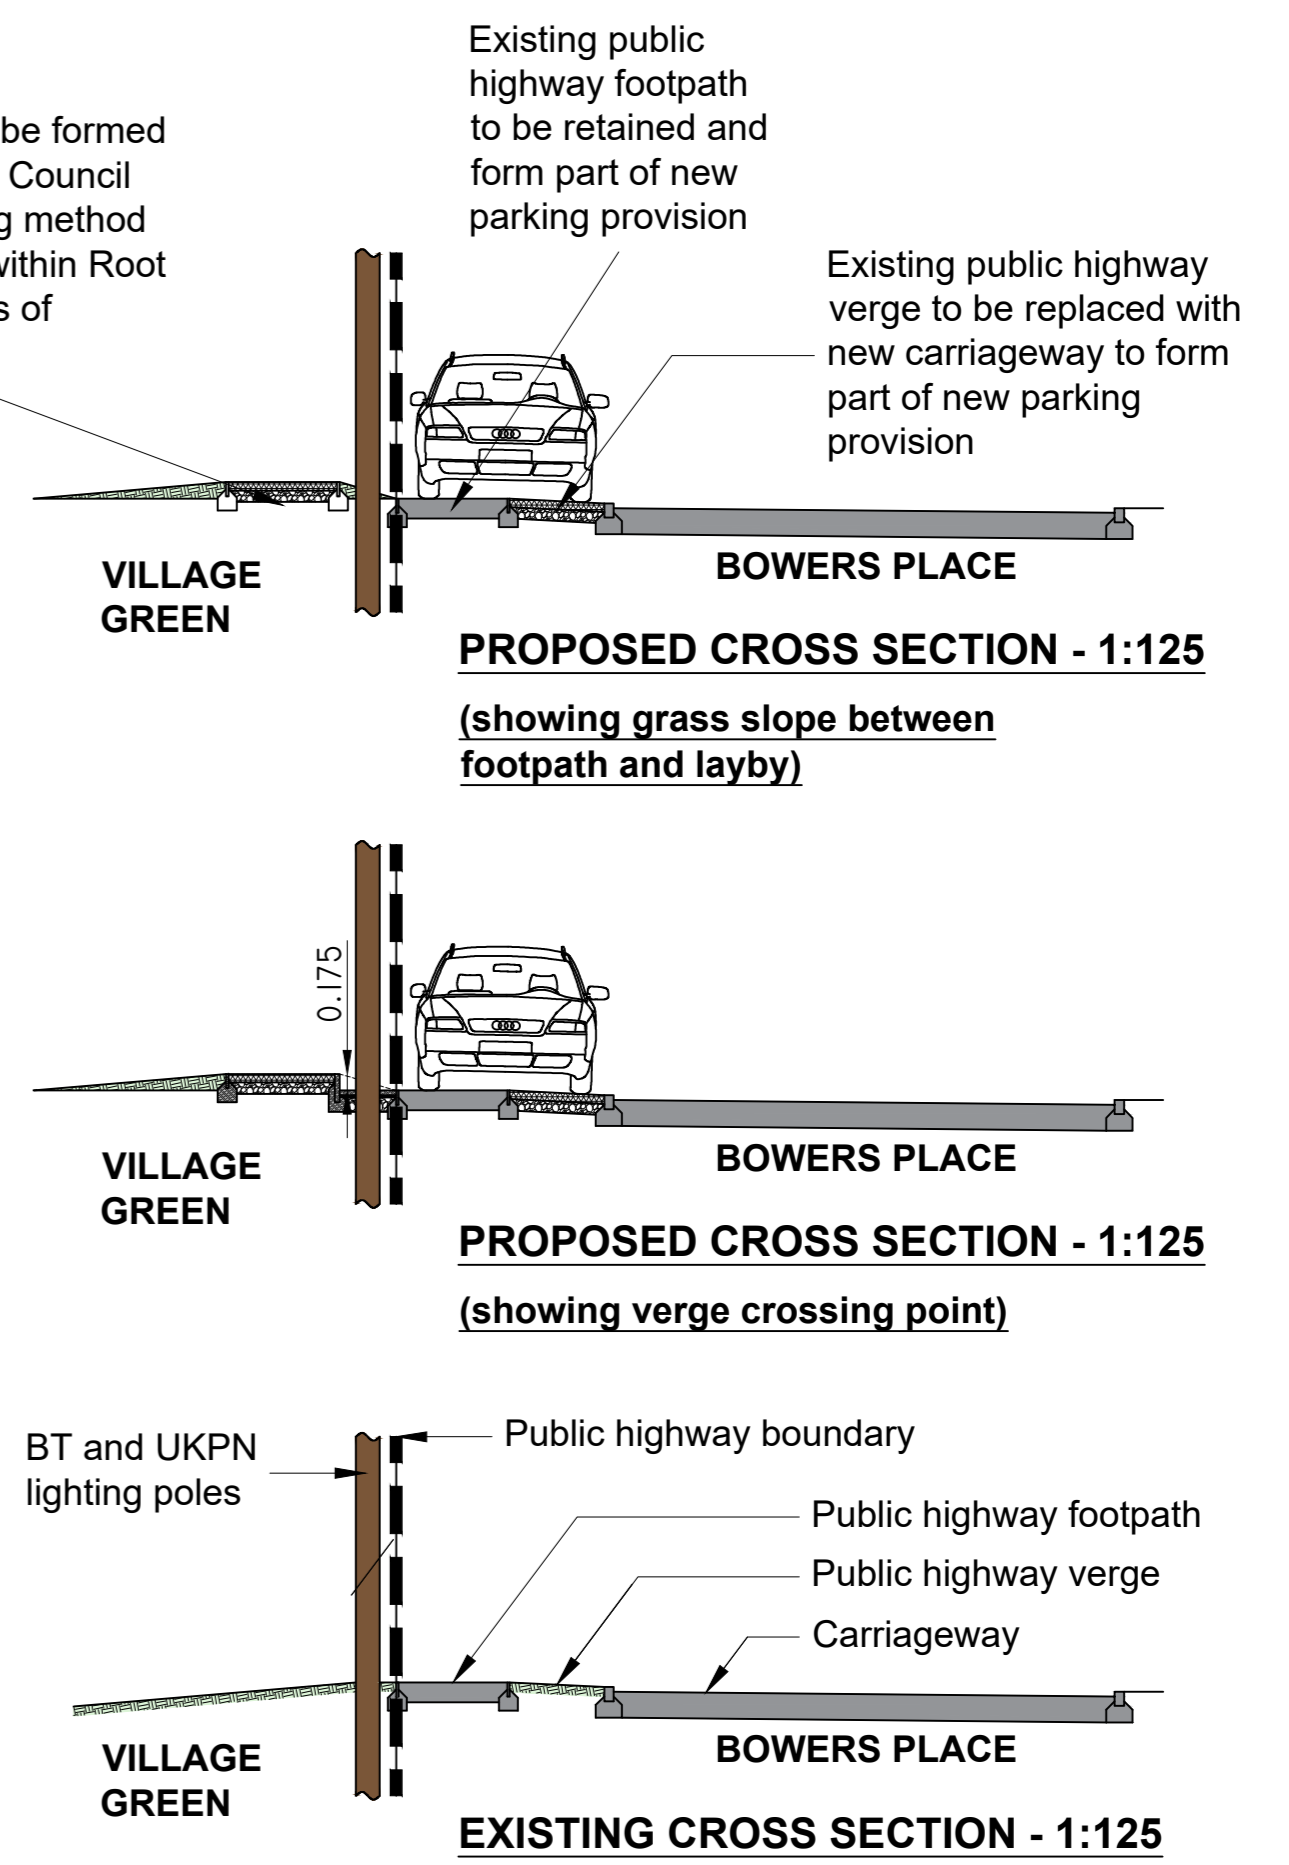 Existing public
highway footpath
to be retained and
form part of new
parking provision
be formed
Council
method
within Root
of
Existing public highway
verge to be replaced with
new carriageway to form
part of new parking
provision
VILLAGE
GREEN
BOWERS PLACE
PROPOSED CROSS SECTION - 1:125
(showing grass slope between
footpath and layby)
0.175
VILLAGE
GREEN
BOWERS PLACE
PROPOSED CROSS SECTION - 1:125
(showing verge crossing point)
BT and UKPN
lighting poles
Public highway boundary
Public highway footpath
Public highway verge
Carriageway
VILLAGE
GREEN
BOWERS PLACE
EXISTING CROSS SECTION - 1:125